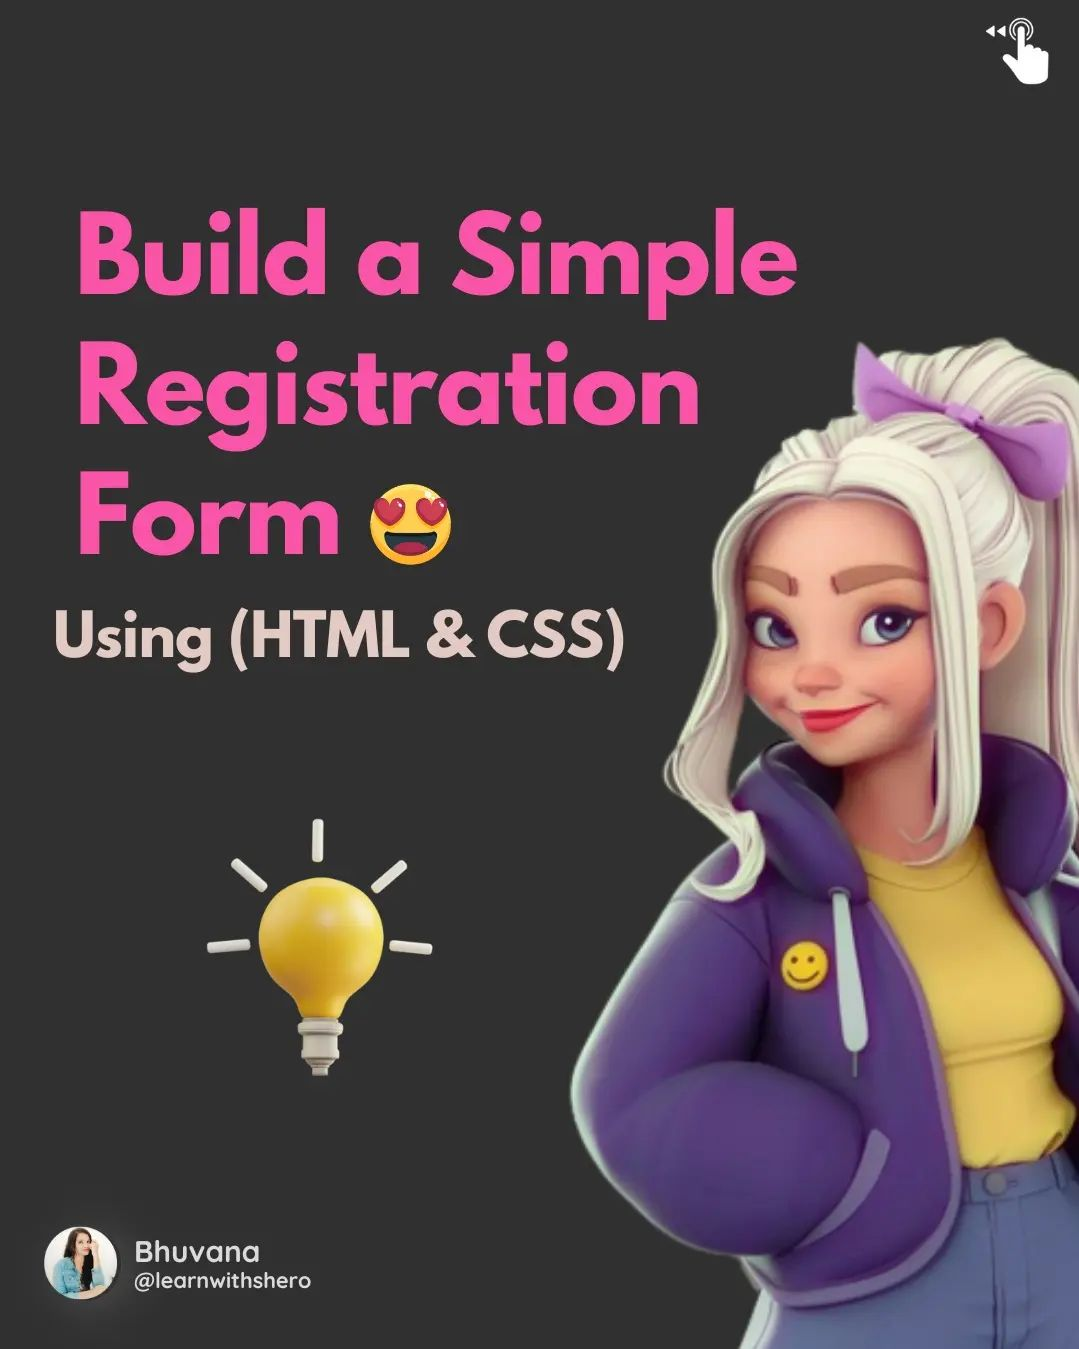 Build a Simple
Registration
Form 😍
Using (HTML & CSS)
Bhuvana
@learnwithshero